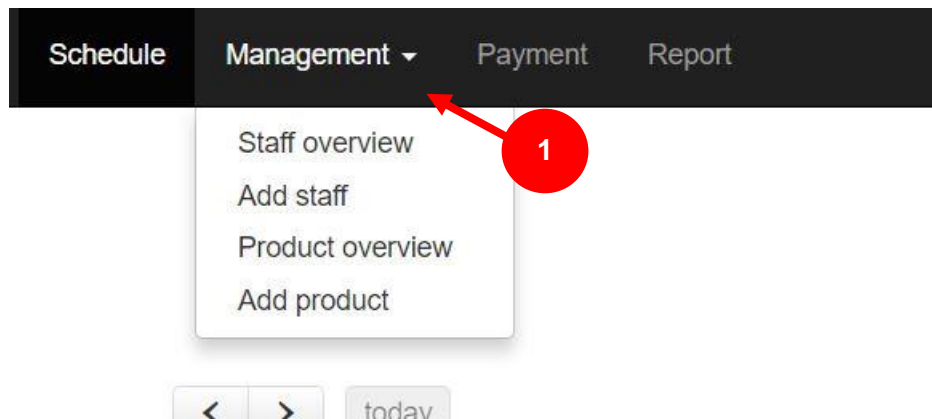 Schedule Management Payment Report
Staff overview
1
Add staff
Product overview
Add product
today